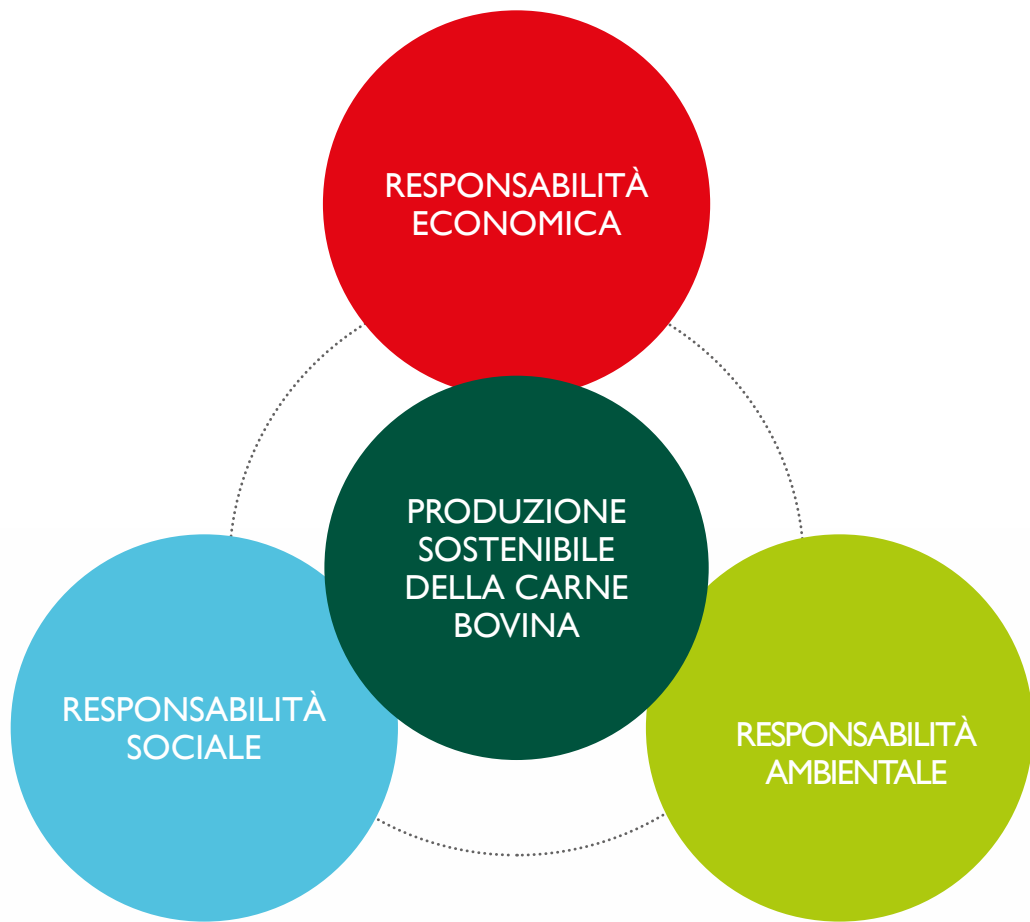 RESPONSABILITÀ
ECONOMICA
PRODUZIONE
SOSTENIBILE
DELLA CARNE
BOVINA
RESPONSABILITÀ
SOCIALE
RESPONSABILITÀ
AMBIENTALE